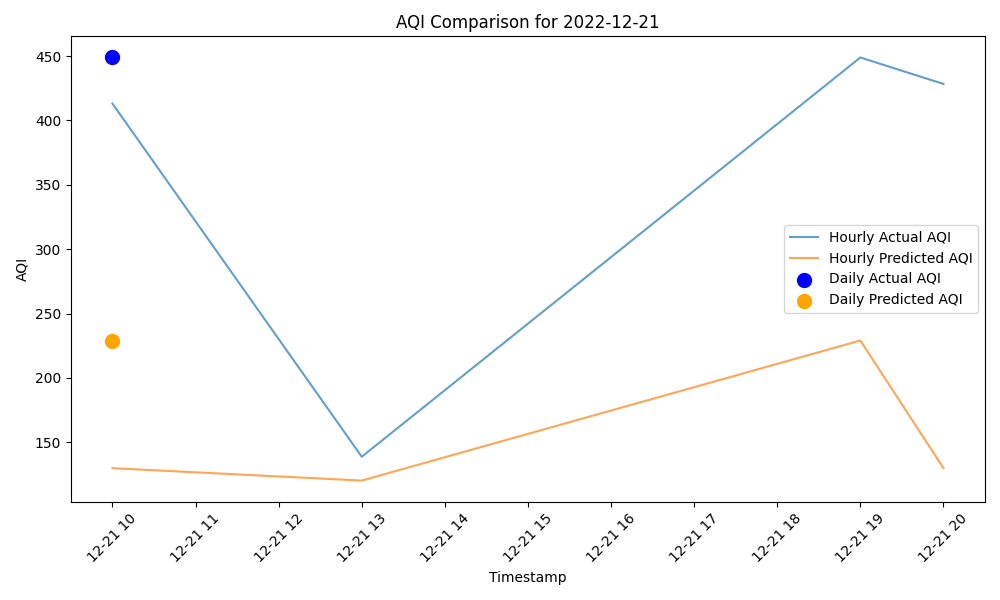 AQI Comparison for 2022-12-21
AQI
450
400
350
300
250
200
150
Hourly Actual AQI
Hourly Predicted AQI
Daily Actual AQI
Daily Predicted AQI
12-21 10
12-21 11
12-21 12
12-21 13
12-21 14
12-21 15
12-21 16
12-21 17
12-21 18
12-21 19
12-21 20
Timestamp